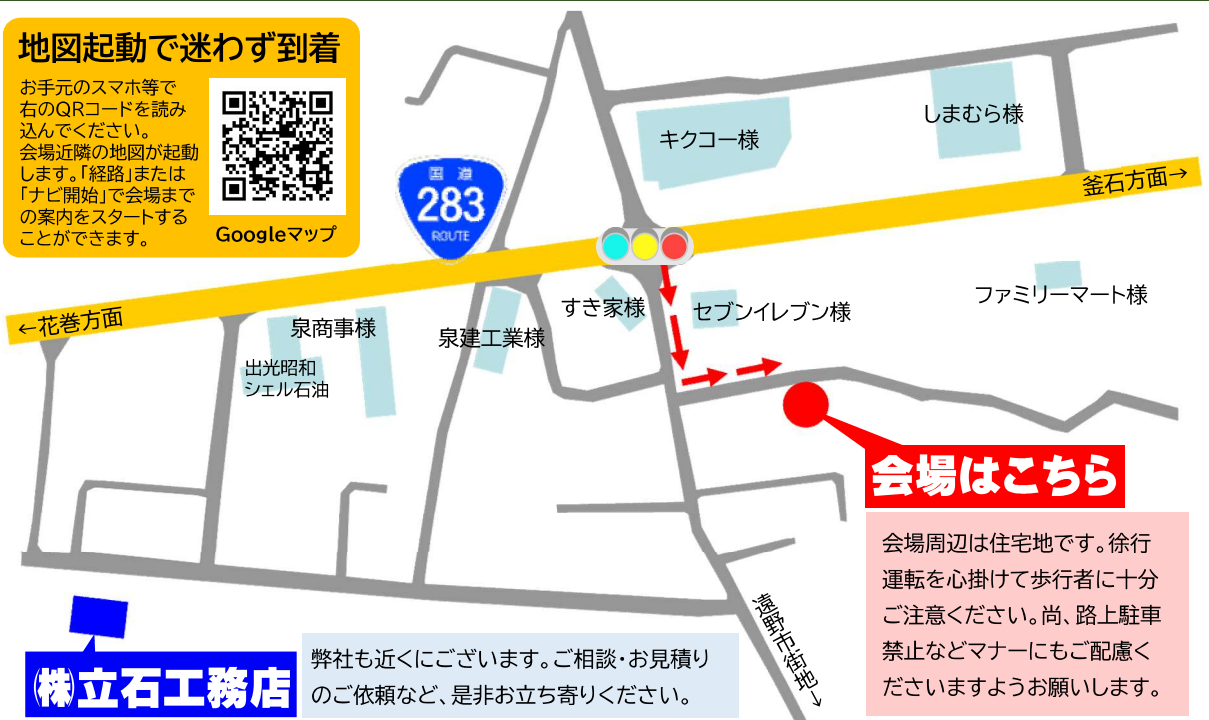 地図起動で迷わず到着
お手元のスマホ等で
右のQRコードを読み
込んでください。
会場近隣の地図が起動
します。「経路」または
「ナビ開始」で会場まで
の案内をスタートする
ことができます。
Googleマップ
国道
283
ROUTE
キクコー様
しまむら様
釜石方面→
←花巻方面
泉商事様
出光昭和
シェル石油
泉建工業様
すき家様
セブンイレブン様
ファミリーマート様
会場はこちら
会場周辺は住宅地です。徐行
運転を心掛けて歩行者に十分
ご注意ください。尚、路上駐車
禁止などマナーにもご配慮く
ださいますようお願いします。
遠野市街地→
㈱立石工務店
弊社も近くにございます。ご相談・お見積り
のご依頼など、是非お立ち寄りください。